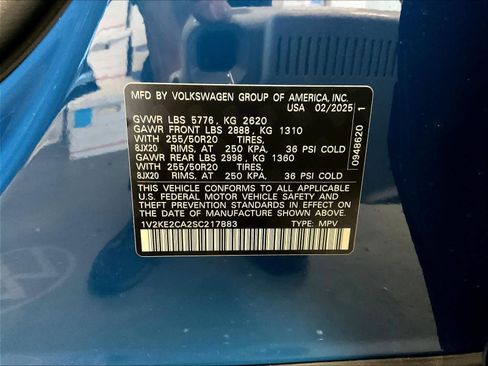 MFD. BY VOLKSWAGEN GROUP OF AMERICA, INC.
USA 02/2025
GVWR LBS 5776, KG 2620
GAWR FRONT LBS 2888, KG 1310
WITH 255/50R20 TIRES,
8JX20 RIMS, AT 250 KPA, 36 PSI COLD
GAWR REAR LBS 2998, KG 1360
WITH 255/50R20 TIRES,
8JX20 RIMS, AT 250 KPA, 36 PSI COLD
THIS VEHICLE CONFORMS TO ALL APPLICABLE
U.S. FEDERAL MOTOR VEHICLE SAFETY AND
THEFT PREVENTION STANDARDS IN EFFECT ON THE
DATE OF MANUFACTURE SHOWN ABOVE.
1V2KE2CA2SC217883 TYPE: MPV
0948620 1